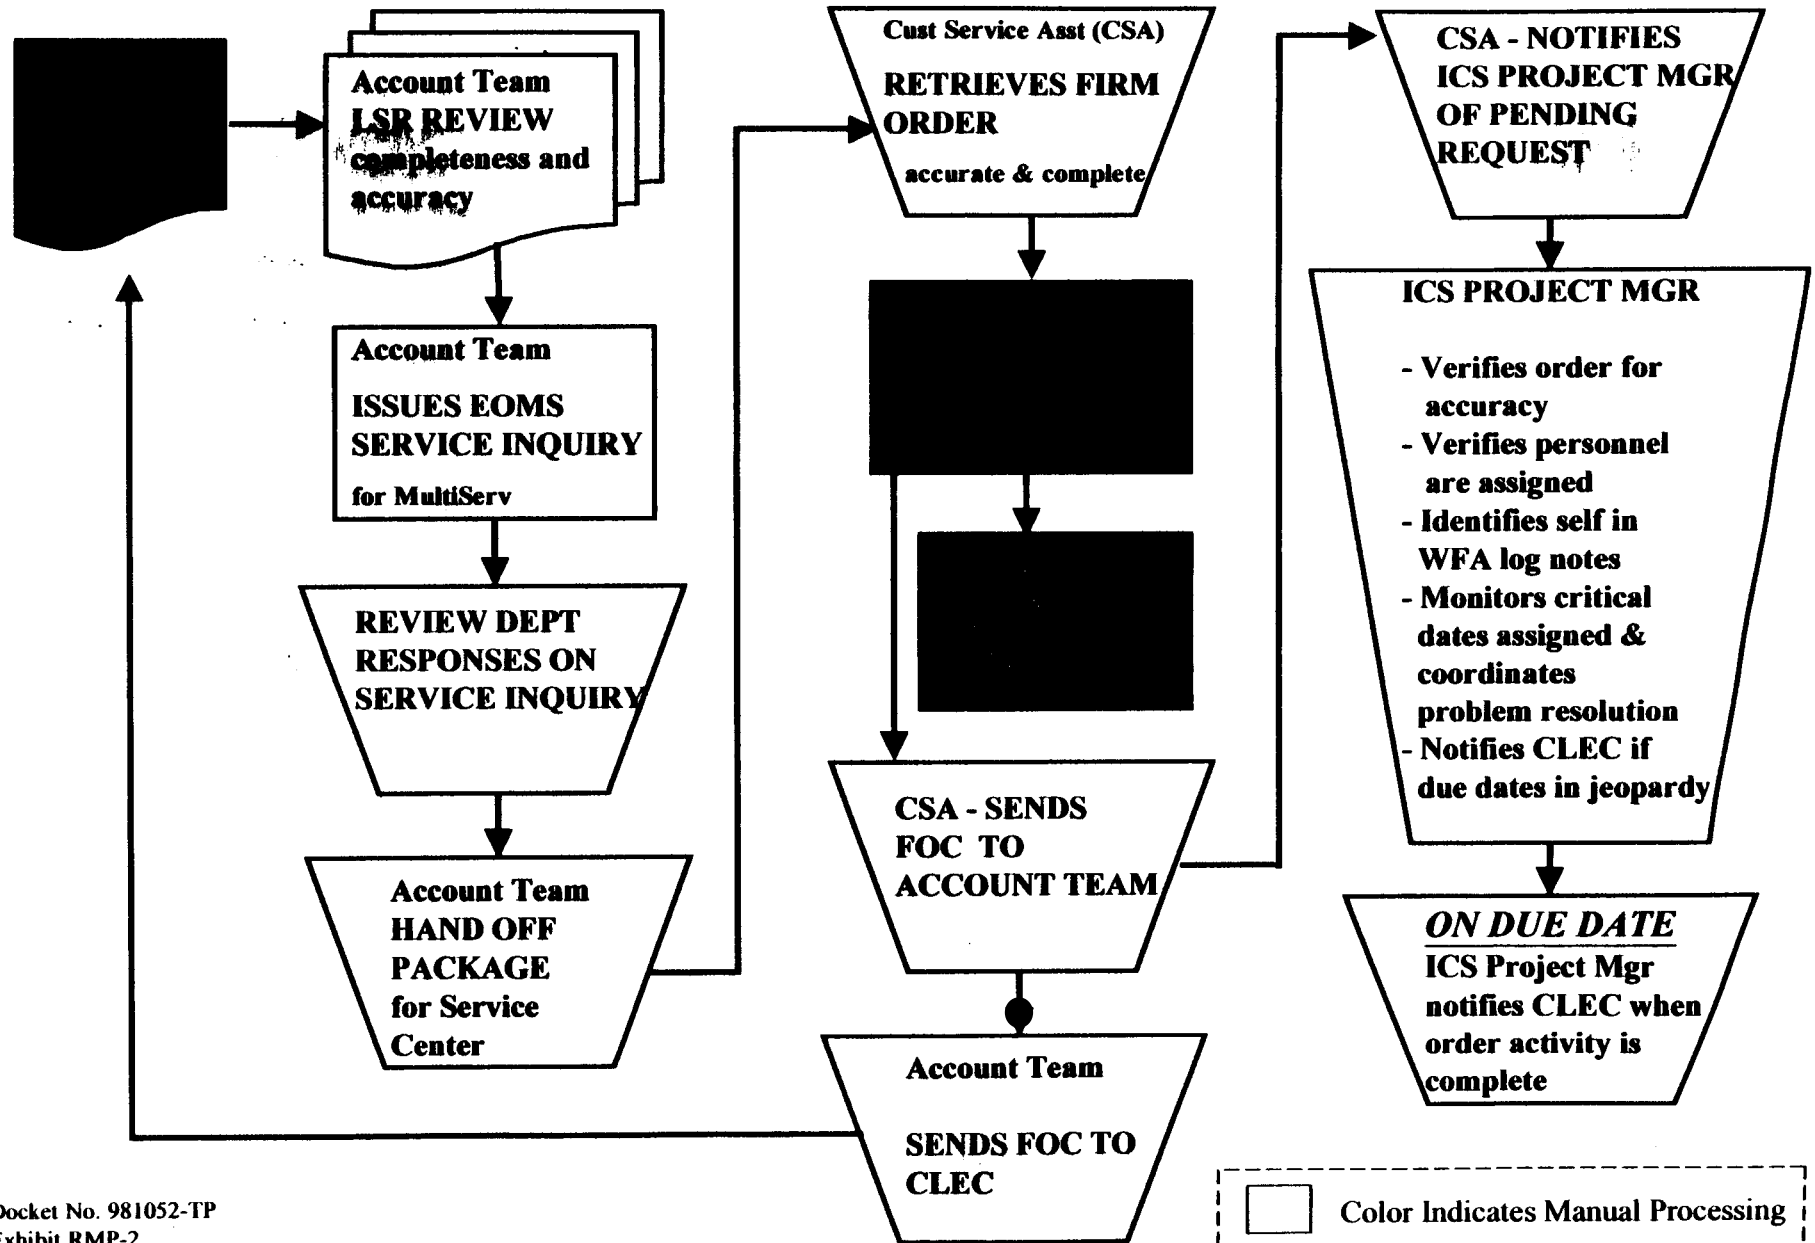 Account Team
LSR REVIEW
completeness and
accuracy
Account Team
ISSUES EOMS
SERVICE INQUIRY
for MultiServ
REVIEW DEPT
RESPONSES ON
SERVICE INQUIRY
Account Team
HAND OFF
PACKAGE
for Service
Center
Cust Service Asst (CSA)
RETRIEVES FIRM
ORDER
accurate & complete
CSA - SENDS
FOC TO
ACCOUNT TEAM
Account Team
SENDS FOC TO
CLEC
CSA - NOTIFIES
ICS PROJECT MGR
OF PENDING
REQUEST
ICS PROJECT MGR
- Verifies order for
accuracy
- Verifies personnel
are assigned
- Identifies self in
WFA log notes
- Monitors critical
dates assigned &
coordinates
problem resolution
- Notifies CLEC if
due dates in jeopardy
ON DUE DATE
ICS Project Mgr
notifies CLEC when
order activity is
complete
Docket No. 981052-TP
Exhibit RMP-2
Color Indicates Manual Processing